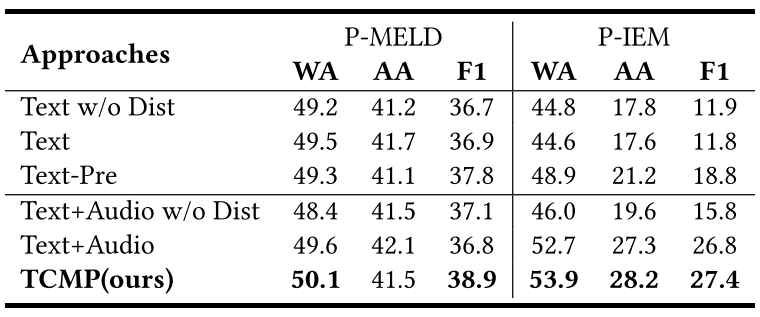 Approaches P-MELD P-IEM
WA AA F1 WA AA F1
Text w/o Dist 49.2 41.2 36.7 44.8 17.8 11.9
Text 49.5 41.7 36.9 44.6 17.6 11.8
Text-Pre 49.3 41.1 37.8 48.9 21.2 18.8
Text+Audio w/o Dist 48.4 41.5 37.1 46.0 19.6 15.8
Text+Audio 49.6 42.1 36.8 52.7 27.3 26.8
TCMP(ours) 50.1 41.5 38.9 53.9 28.2 27.4